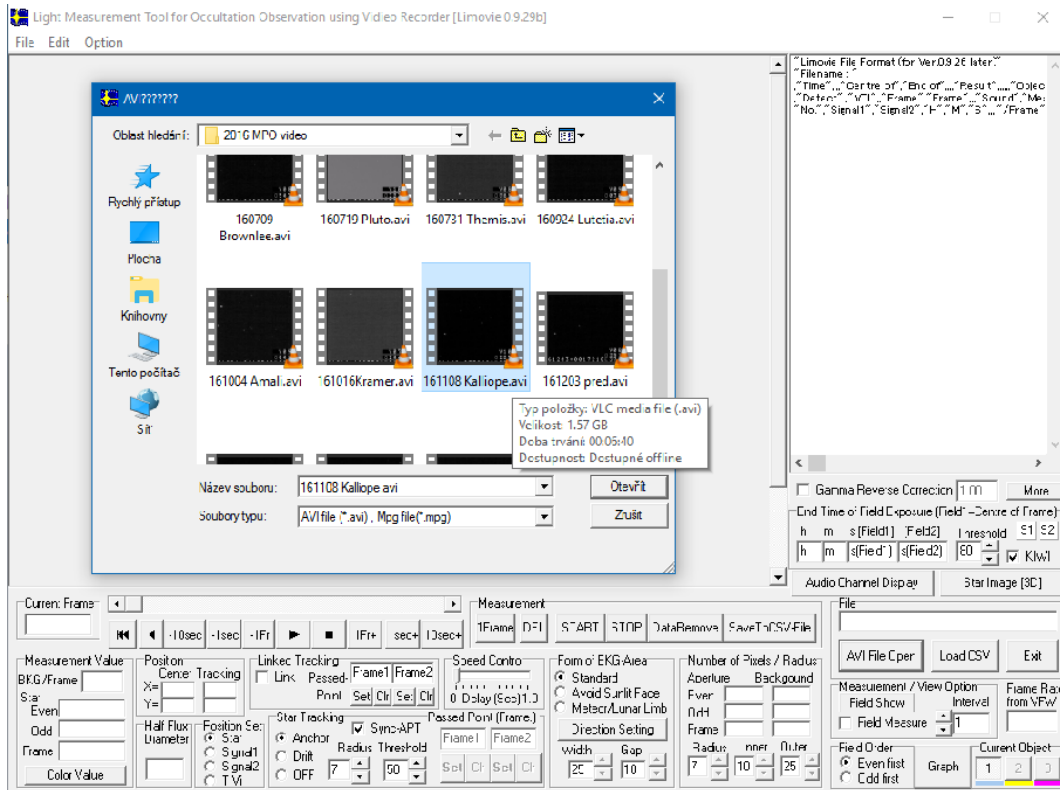 Light Measurement Tool for Occultation Observation using Video Recorder [Limovie 0.9.29b]
File Edit Option
"Limovie File Format (for Ver.0.9.26 later)"
"Filename : "
"No.","Signal1","Signal2","H","M","S",,,"/Frame"
AVI???????
Oblast hledání: 2016 MPO video
Rychlý přístup
Plocha
Knihovny
Tento počítač
Síť
160709
Brownlee.avi
160719 Pluto.avi
160731 Themis.avi
160924 Lutetia.avi
161004 Amali.avi
161016Kramer.avi
161108 Kalliope.avi
161203 pred.avi
Typ položky: VLC media file (.avi)
Velikost: 1.57 GB
Doba trvání: 00:06:40
Dostupnost: Dostupné offline
Název souboru: 161108 Kalliope.avi Otevřít
Soubory typu: AVI file (*.avi) , Mpg file(*.mpg) Zrušit
Gamma Reverse Correction 1.00 More
End Time of Field Exposure (Field1 =Centre of Frame)
h m s[Field1] [Field2] Threshold S1 S2
h m s(Field1) s(Field2) 80 KIWI
Audio Channel Display Star Image [3D]
Current Frame
-10sec -1sec -1Fr 1Fr+ sec+ 10sec+
Measurement
1Frame DEL START STOP DataRemove SaveToCSV-File
File
AVI File Open Load CSV Exit
Measurement Value
BKG/Frame
Star
Even
Odd
Frame
Color Value
Position
Center Tracking
X=
Y=
Half Flux
Diameter
Position Set
Star
Signal1
Signal2
TVi
Linked Tracking
Link Passed- Frame1 Frame2
Point Set Clr Set Clr
Speed Control
0 Delay (Sec)1.0
Star Tracking Sync-APT
Anchor
Drift
OFF
Radius Threshold
7 50
Passed Point (Frame.)
Frame1 Frame2
Set Clr Set Clr
Form of BKG-Area
Standard
Avoid Sunlit Face
Meteor/Lunar Limb
Direction Setting
Width Gap
10
Number of Pixels / Radius
Aperture Background
Even
Odd
Frame
Radius Inner Outer
7 10 25
Measurement / View Option
Field Show Interval
Field Measure 1
from VFW
Field Order
Even first
Odd first
Graph
Current Object
1 2 3